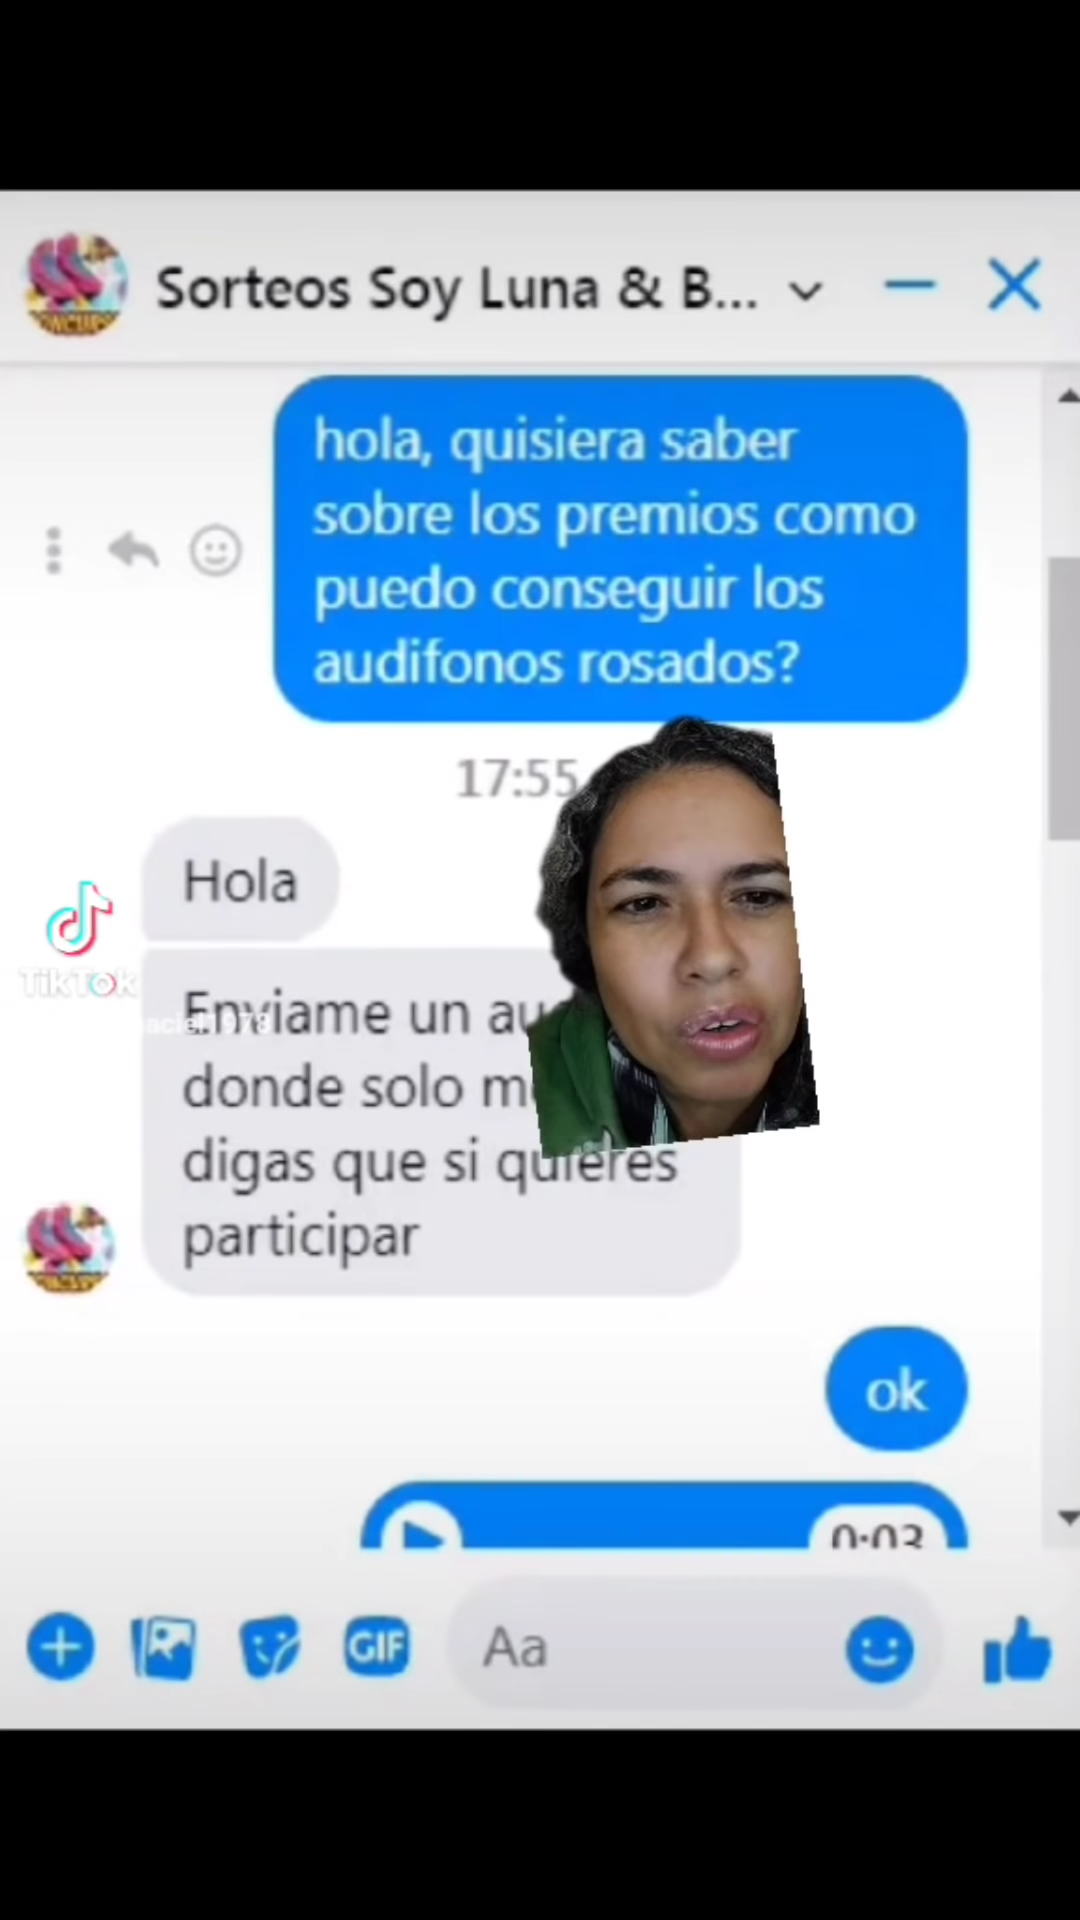 Sorteos Soy Luna & B...
hola, quisiera saber
sobre los premios como
puedo conseguir los
audifonos rosados?
17:55
Hola
TikTok
Enviame un au
donde solo m
digas que si quieres
participar
ok
0:03
GIF
Aa